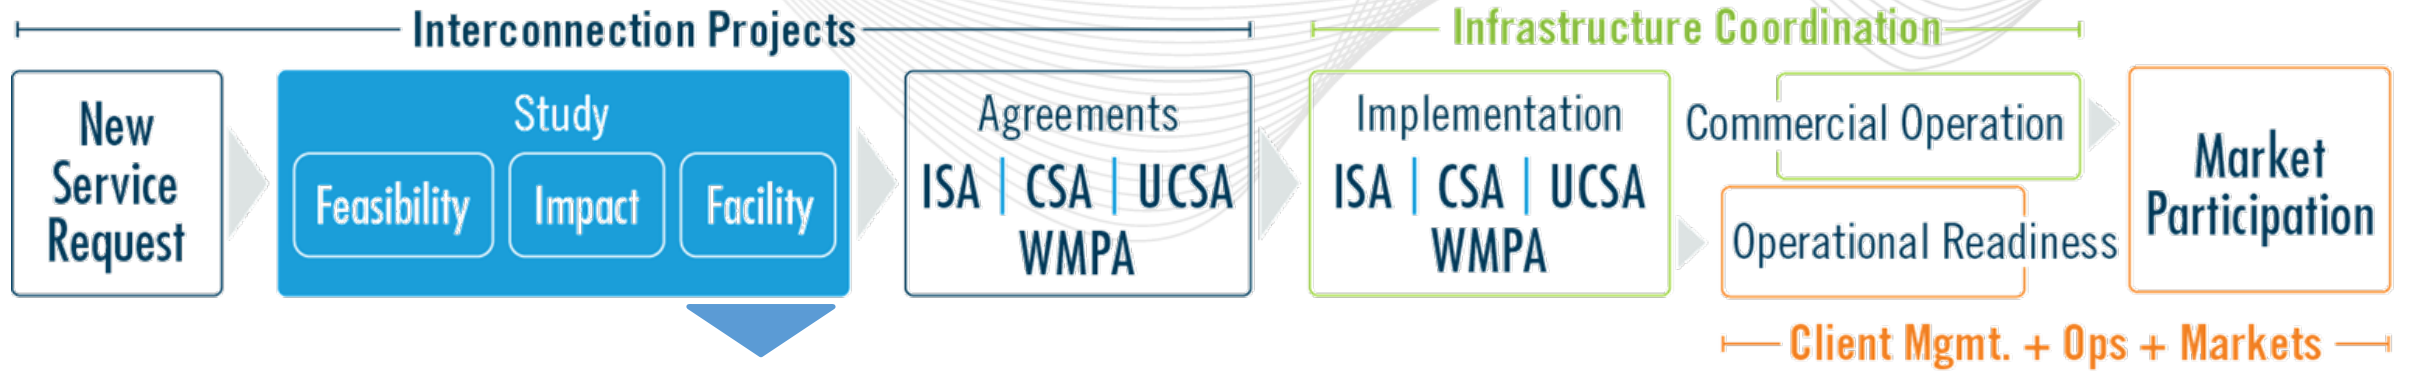 Interconnection Projects
Infrastructure Coordination
New
Service
Request
Study
Feasibility
Impact
Facility
Agreements
ISA | CSA | UCSA
WMPA
Implementation
ISA | CSA | UCSA
WMPA
Commercial Operation
Operational Readiness
Market
Participation
Client Mgmt. + Ops + Markets